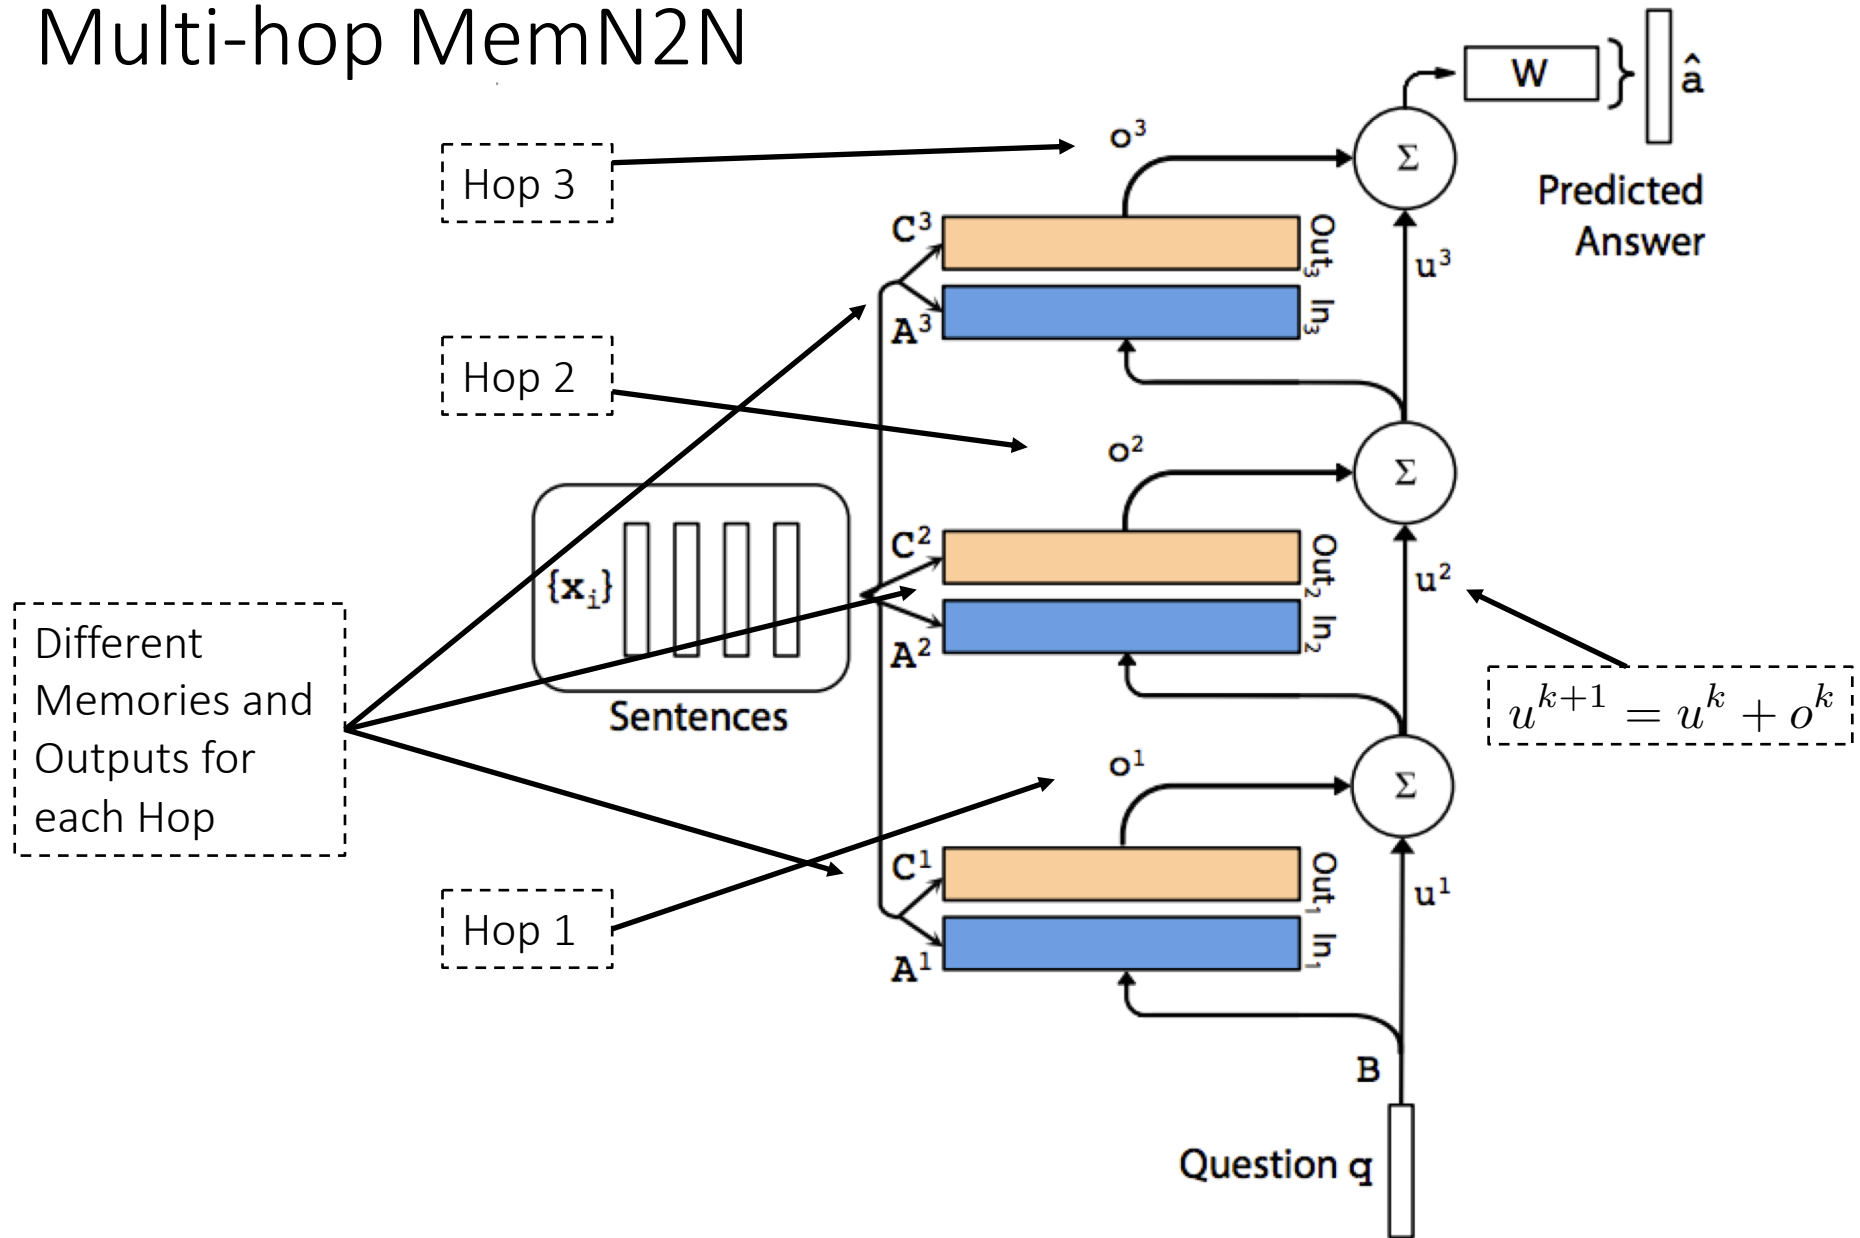 Multi-hop MemN2N
W
â
Predicted
Answer
Σ
o³
Hop 3
C³
Out₃
u³
In₃
A³
Hop 2
o²
Σ
C²
Out₂
{xᵢ}
u²
In₂
A²
Different
Memories and
Outputs for
each Hop
Sentences
u^{k+1} = u^k + o^k
o¹
Σ
C¹
Out₁
u¹
Hop 1
In₁
A¹
B
Question q